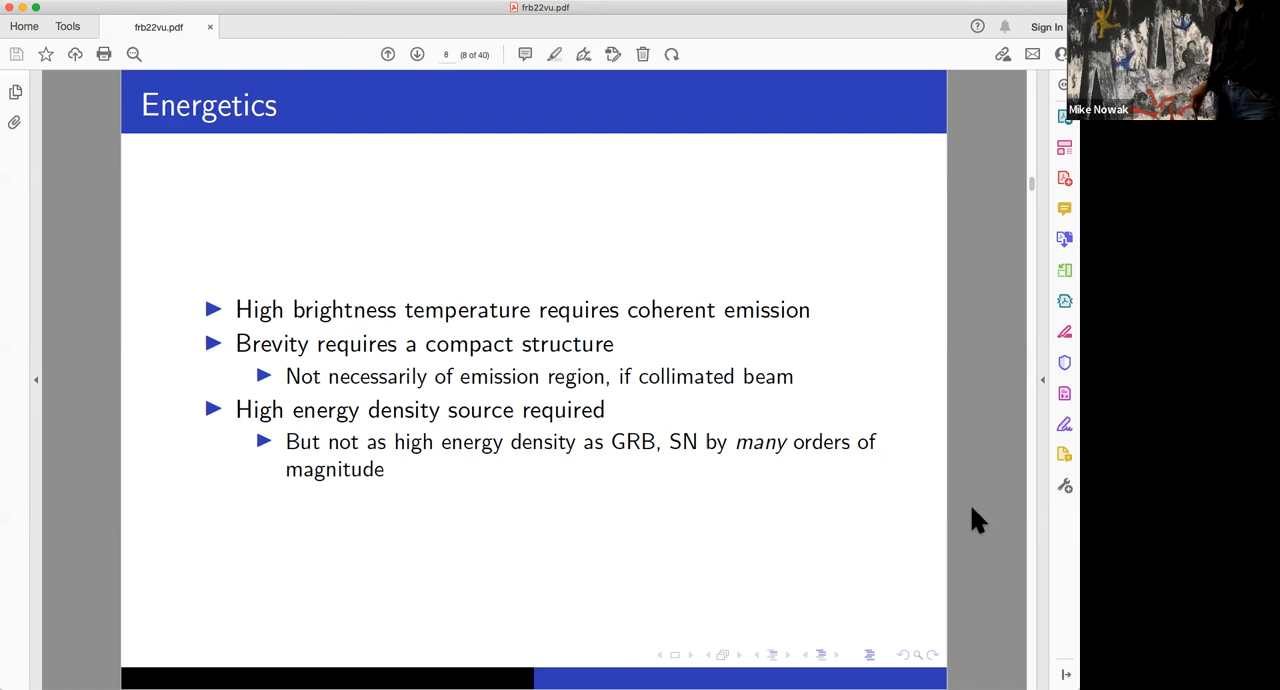 frb22vu.pdf
Home
Tools
frb22vu.pdf
×
Sign In
8
(8 of 40)
Mike Nowak
Energetics
High brightness temperature requires coherent emission
Brevity requires a compact structure
Not necessarily of emission region, if collimated beam
High energy density source required
But not as high energy density as GRB, SN by many orders of
magnitude